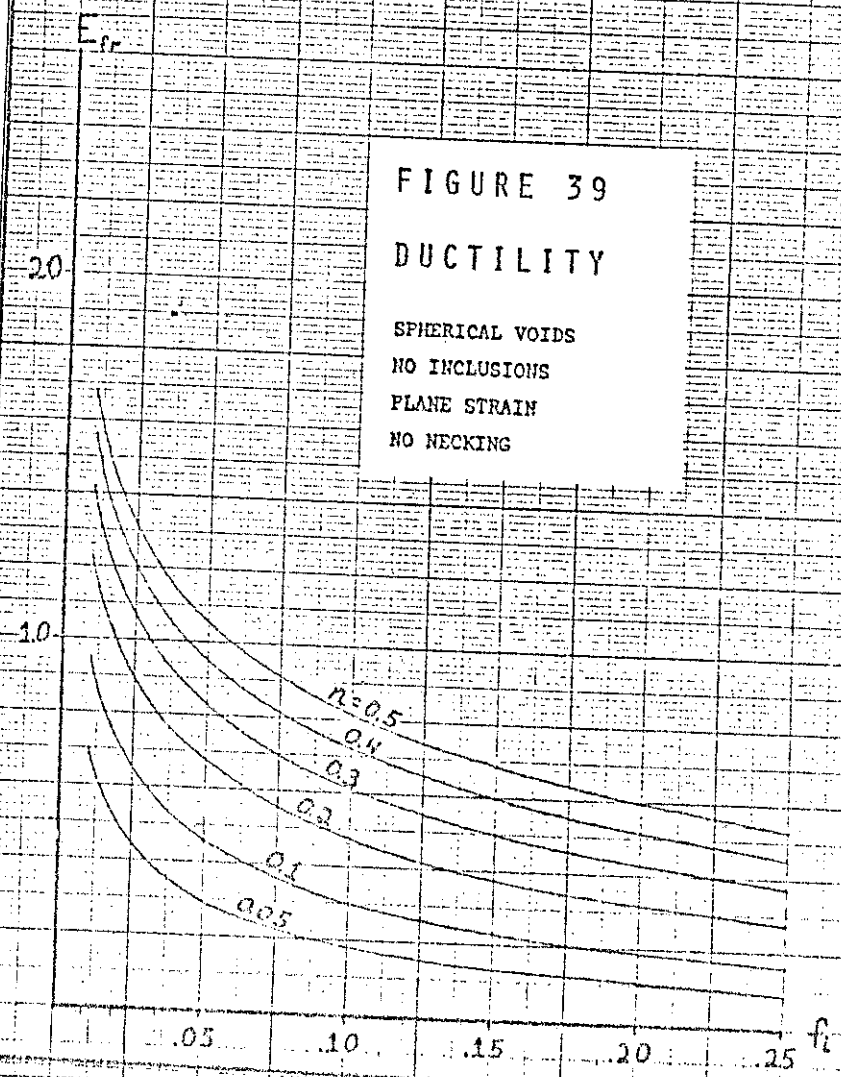 E_fr
FIGURE 39
DUCTILITY
SPHERICAL VOIDS
NO INCLUSIONS
PLANE STRAIN
NO NECKING
2.0
1.0
n=0.5
0.4
0.3
0.2
0.1
0.05
.05 .10 .15 .20 .25 f_i